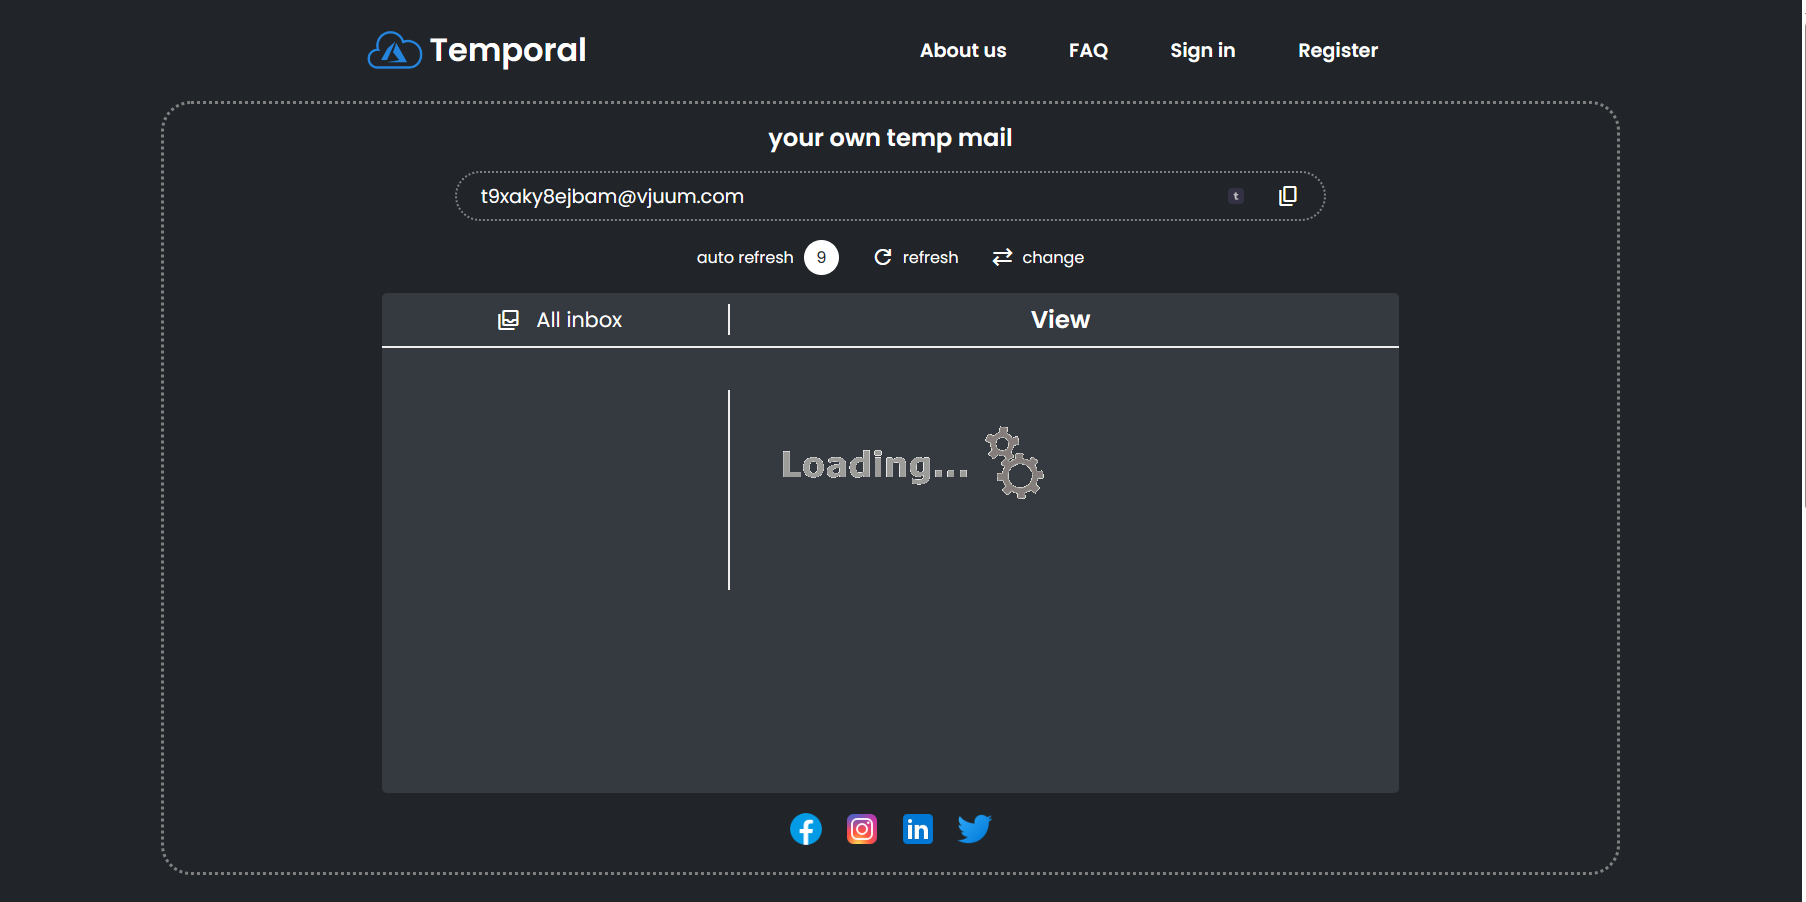 Temporal
About us
FAQ
Sign in
Register
your own temp mail
t9xaky8ejbam@vjuum.com
t
auto refresh 9
refresh
change
All inbox
View
Loading...
in